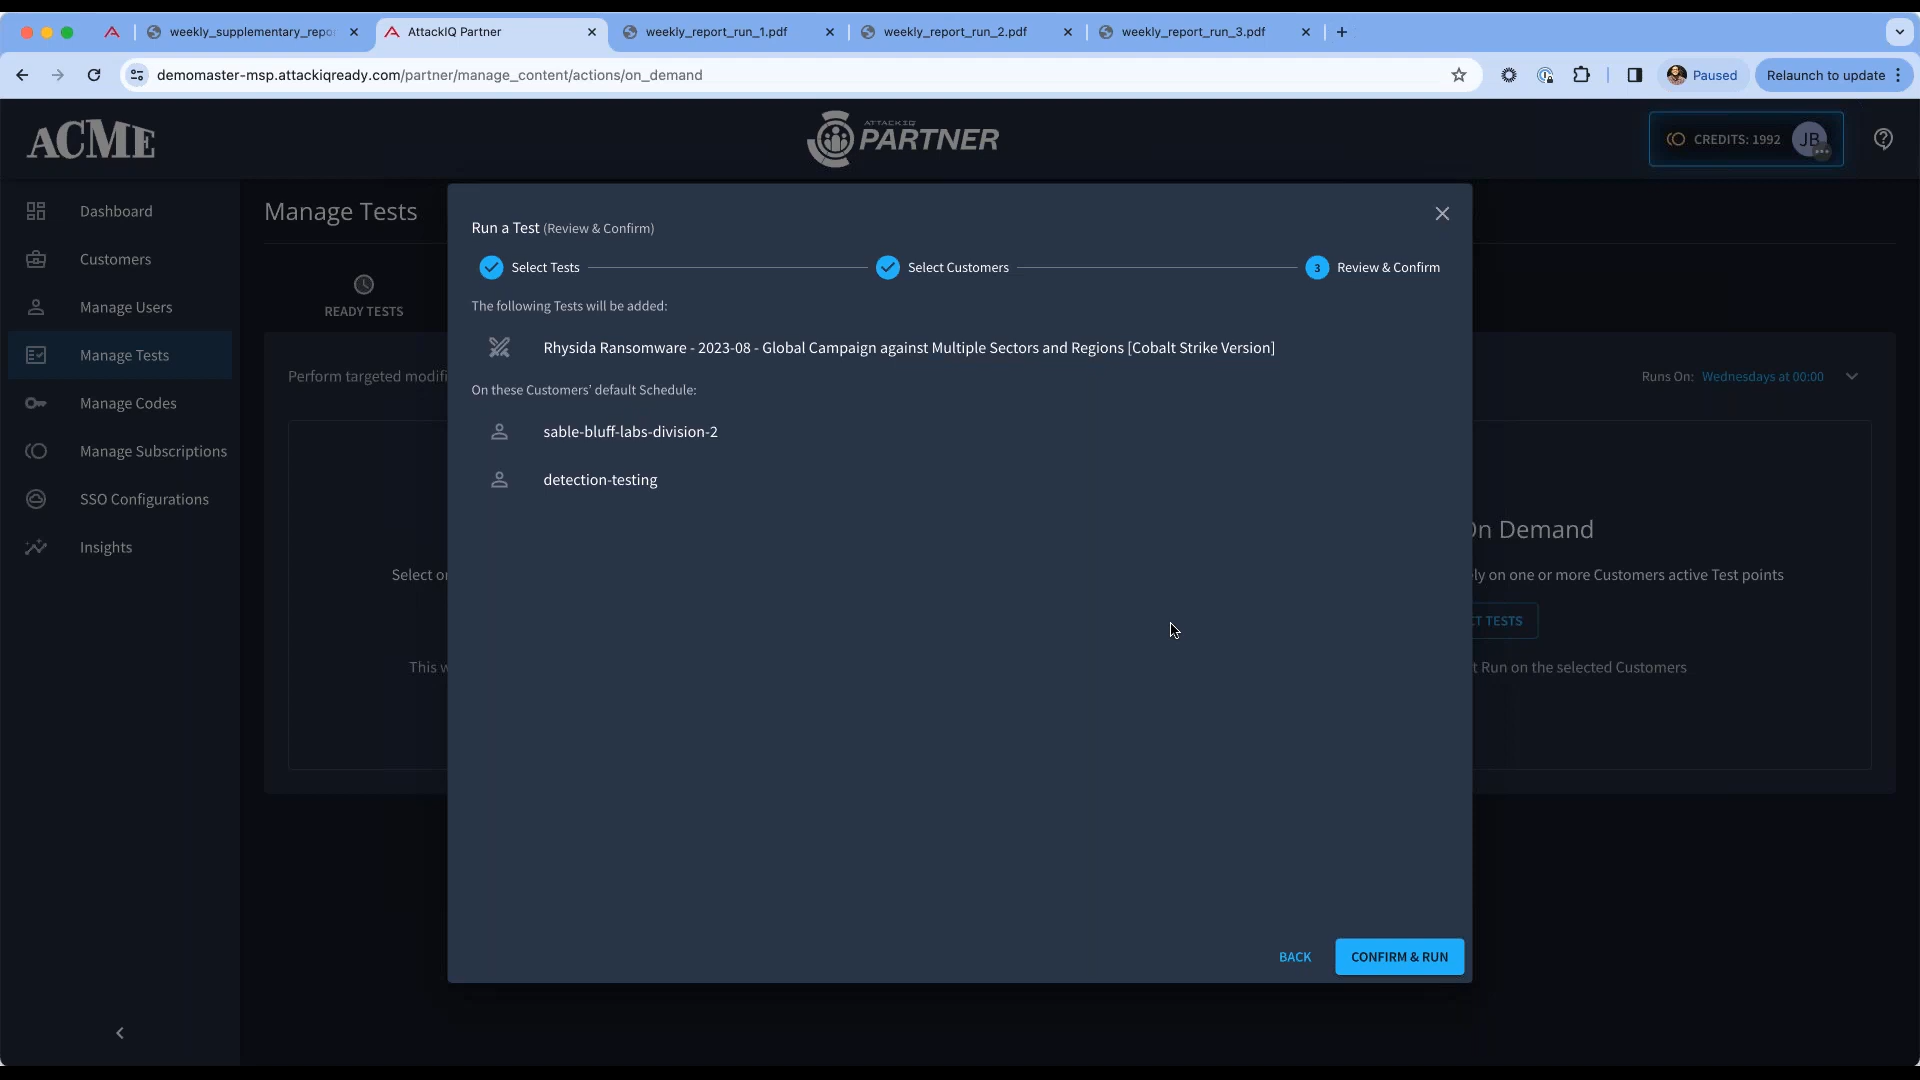 weekly_supplementary_repo
AttackIQ Partner
weekly_report_run_1.pdf
weekly_report_run_2.pdf
weekly_report_run_3.pdf
demomaster-msp.attackiqready.com/partner/manage_content/actions/on_demand
Paused
Relaunch to update
ACME
ATTACKIQ
PARTNER
CREDITS: 1992
JB
Dashboard
Customers
Manage Users
Manage Tests
Manage Codes
Manage Subscriptions
SSO Configurations
Insights
Manage Tests
READY TESTS
Perform targeted modifi
Runs On: Wednesdays at 00:00
Select o
This w
On Demand
ly on one or more Customers active Test points
CT TESTS
t Run on the selected Customers
Run a Test (Review & Confirm)
Select Tests
Select Customers
3 Review & Confirm
The following Tests will be added:
Rhysida Ransomware - 2023-08 - Global Campaign against Multiple Sectors and Regions [Cobalt Strike Version]
On these Customers' default Schedule:
sable-bluff-labs-division-2
detection-testing
BACK
CONFIRM & RUN